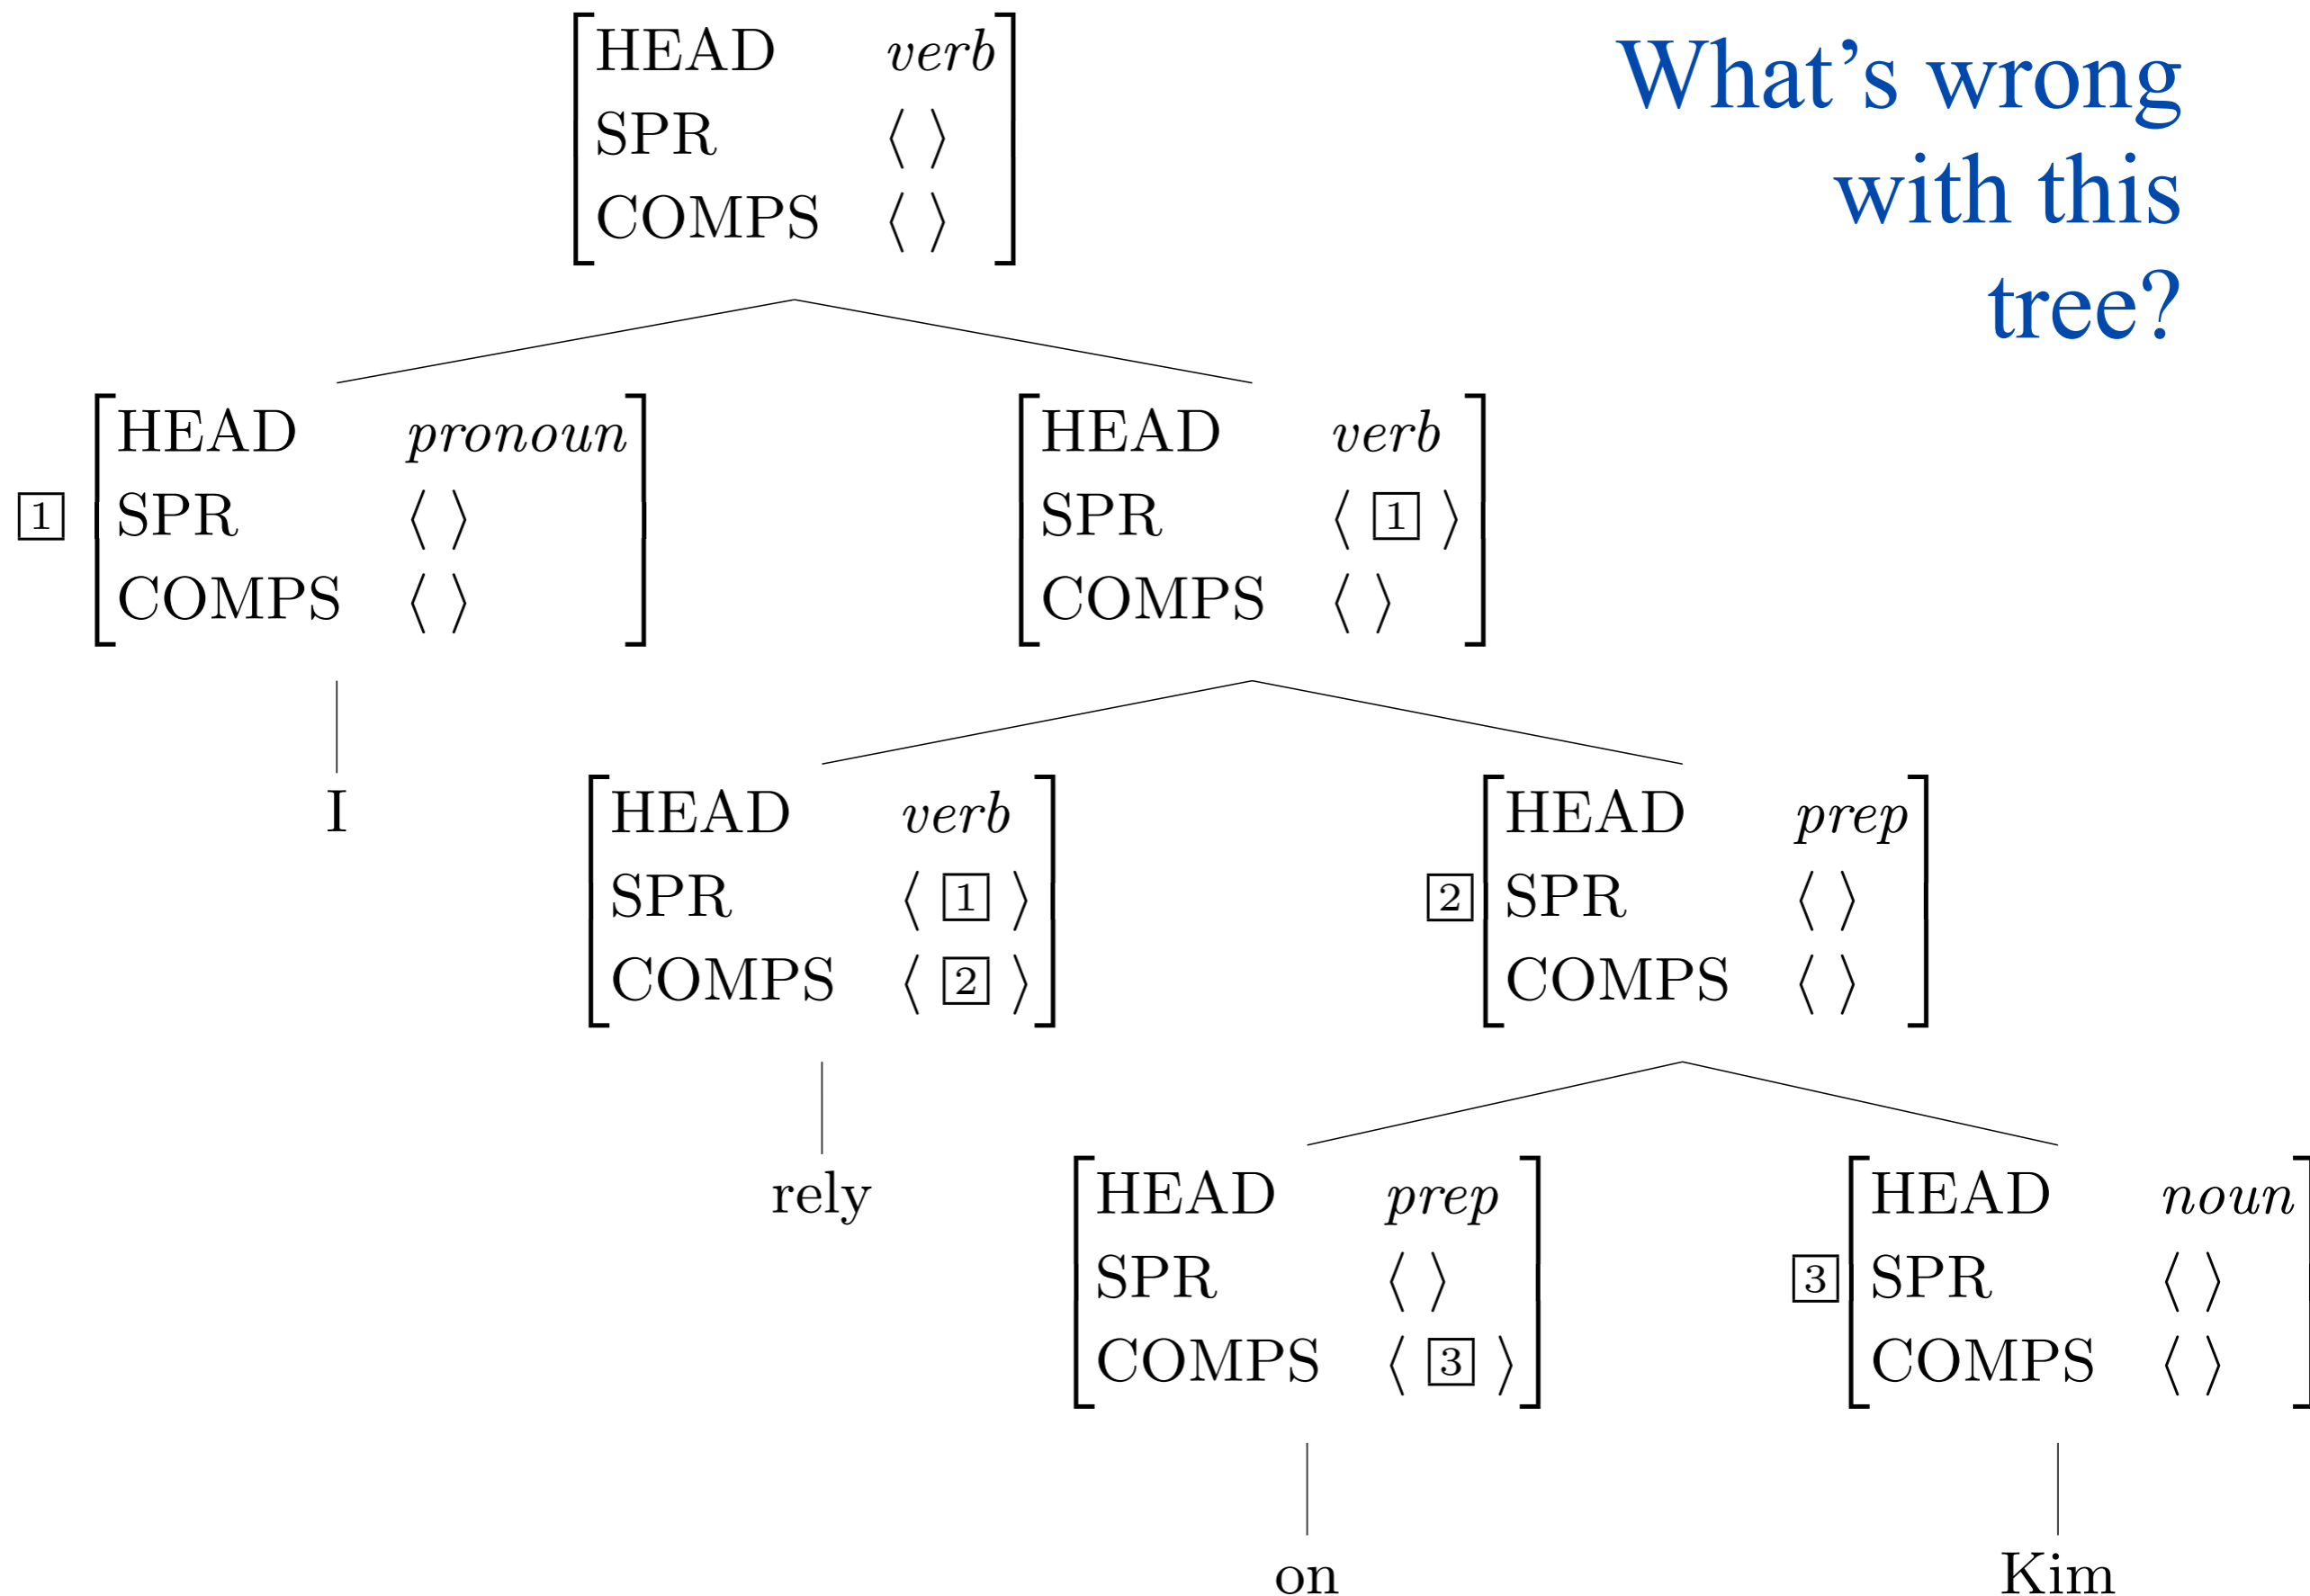 What's wrong
with this
tree?
HEAD verb
SPR ⟨ ⟩
COMPS ⟨ ⟩
1
HEAD pronoun
SPR ⟨ ⟩
COMPS ⟨ ⟩
HEAD verb
SPR ⟨ 1 ⟩
COMPS ⟨ ⟩
I
HEAD verb
SPR ⟨ 1 ⟩
COMPS ⟨ 2 ⟩
2
HEAD prep
SPR ⟨ ⟩
COMPS ⟨ ⟩
rely
HEAD prep
SPR ⟨ ⟩
COMPS ⟨ 3 ⟩
3
HEAD noun
SPR ⟨ ⟩
COMPS ⟨ ⟩
on
Kim